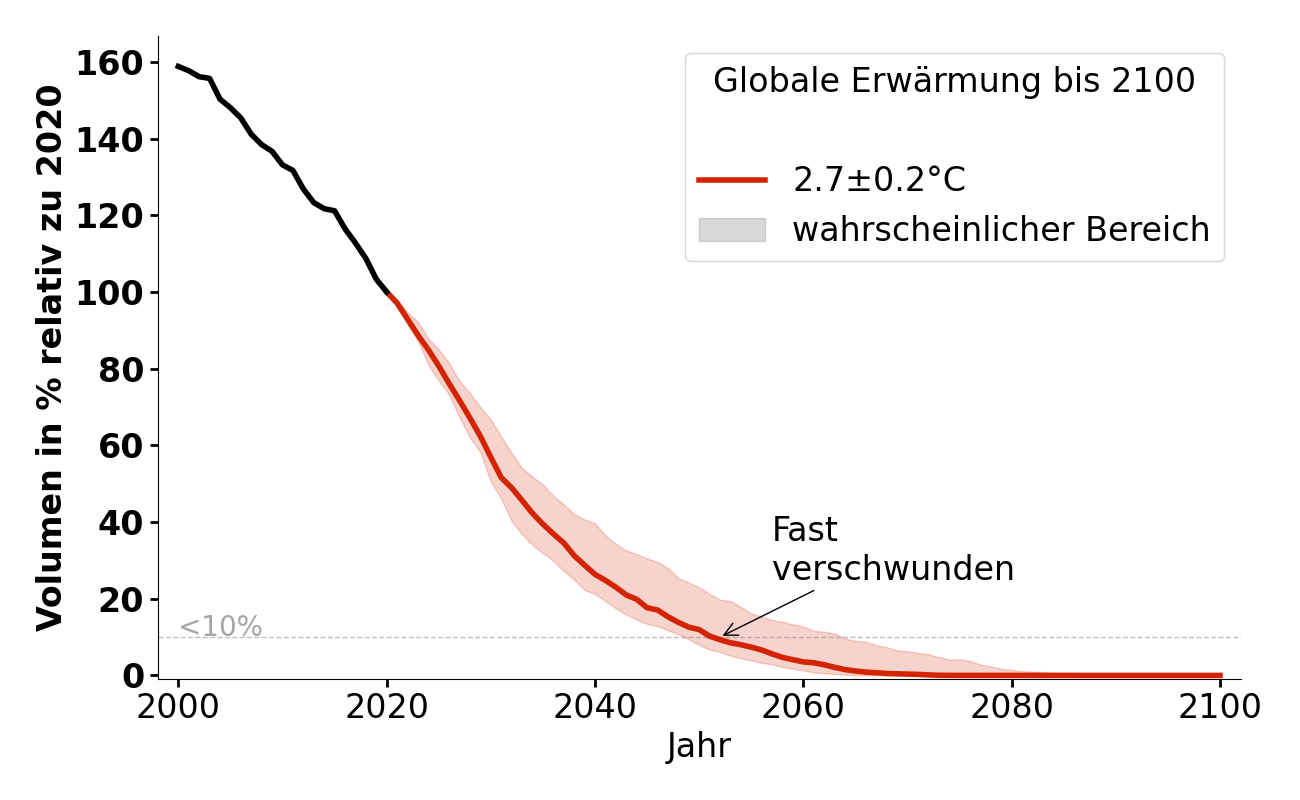 Volumen in % relativ zu 2020
160
140
120
100
80
60
40
20
0
Globale Erwärmung bis 2100
2.7±0.2°C
wahrscheinlicher Bereich
Fast
verschwunden
<10%
2000 2020 2040 2060 2080 2100
Jahr